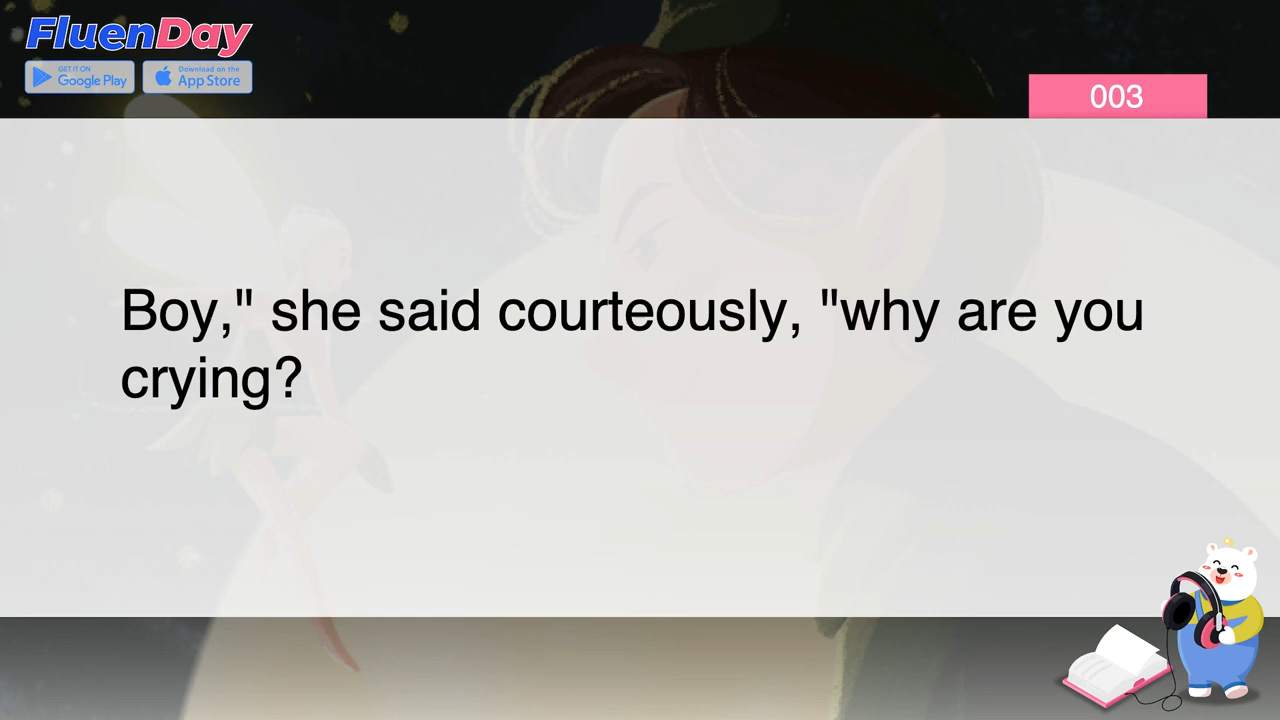 FluenDay
GET IT ON
Google Play
Download on the
App Store
003
Boy," she said courteously, "why are you
crying?